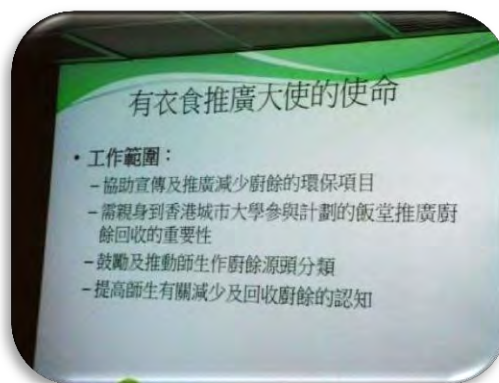 有衣食推廣大使的使命
• 工作範圍：
– 協助宣傳及推廣減少廚餘的環保項目
– 需親身到香港城市大學參與計劃的飯堂推廣廚
餘回收的重要性
– 鼓勵及推動師生作廚餘源頭分類
– 提高師生有關減少及回收廚餘的認知